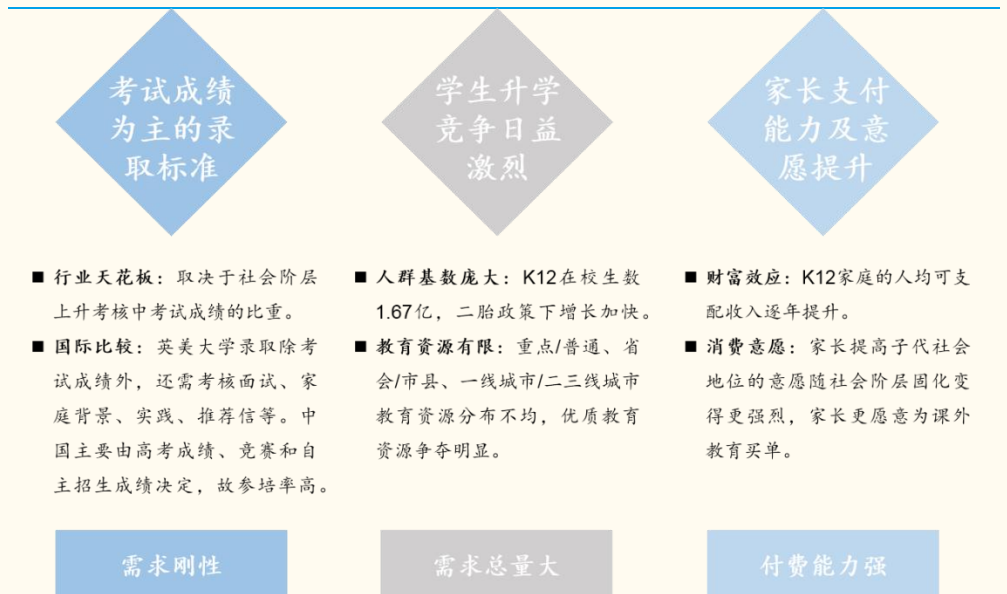 考试成绩
为主的录
取标准
学生升学
竞争日益
激烈
家长支付
能力及意
愿提升
■ 行业天花板：取决于社会阶层
上升考核中考试成绩的比重。
■ 国际比较：英美大学录取除考
试成绩外，还需考核面试、家
庭背景、实践、推荐信等。中
国主要由高考成绩、竞赛和自
主招生成绩决定，故参培率高。
■ 人群基数庞大：K12在校生数
1.67亿，二胎政策下增长加快。
■ 教育资源有限：重点/普通、省
会/市县、一线城市/二三线城市
教育资源分布不均，优质教育
资源争夺明显。
■ 财富效应：K12家庭的人均可支
配收入逐年提升。
■ 消费意愿：家长提高子代社会
地位的意愿随社会阶层固化变
得更强烈，家长更愿意为课外
教育买单。
需求刚性
需求总量大
付费能力强